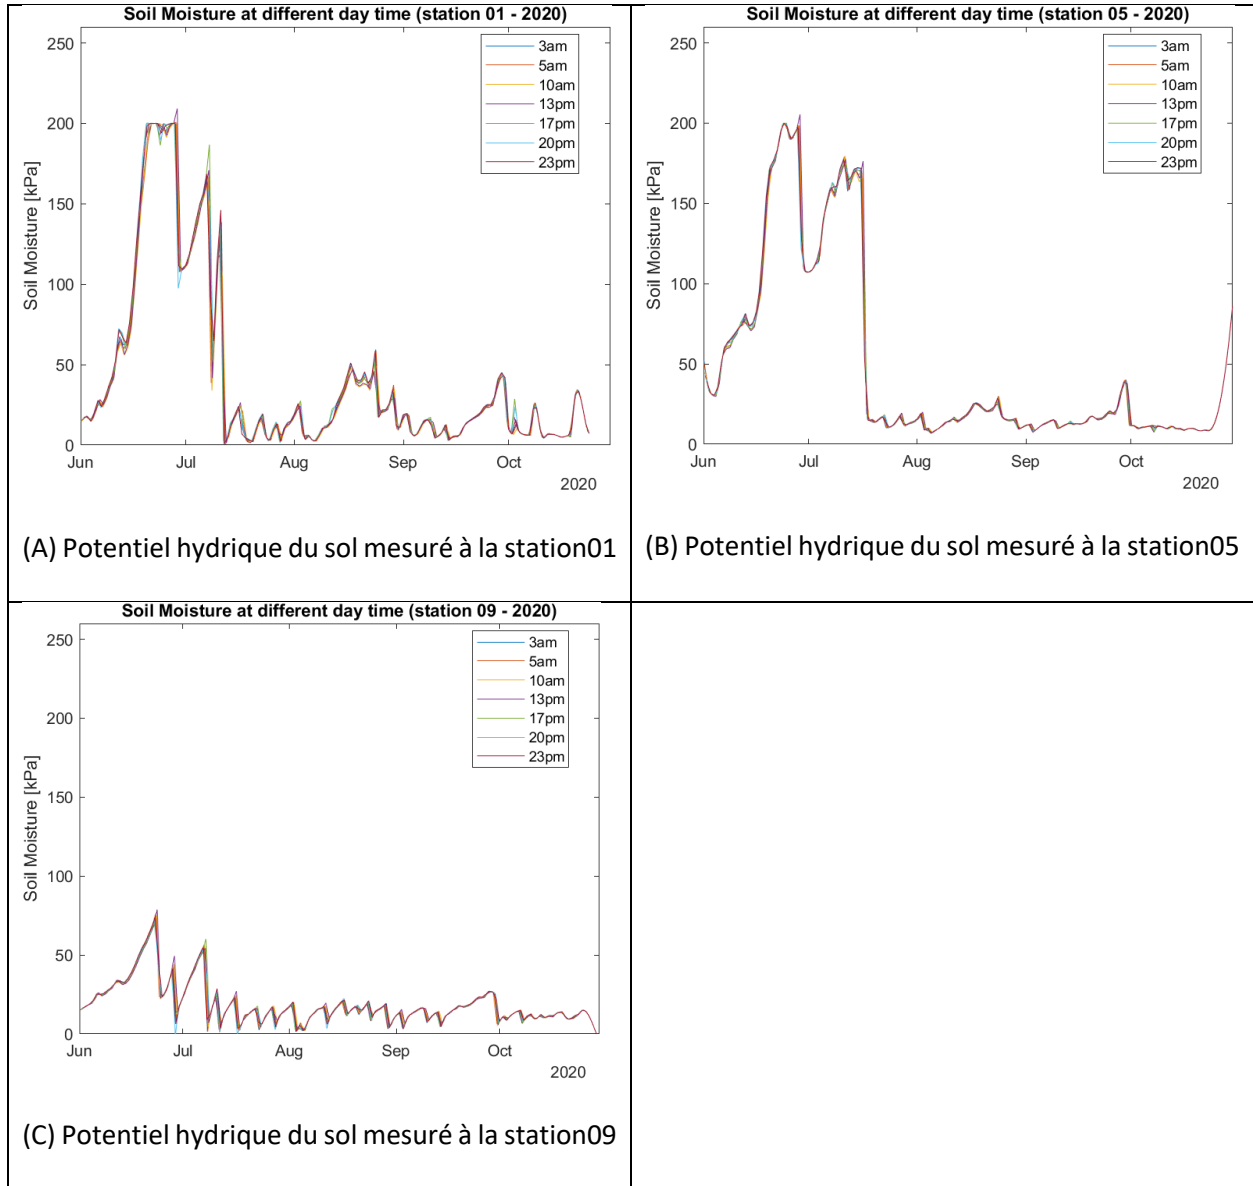 Soil Moisture at different day time (station 01 - 2020)
250
200
150
100
50
0
Soil Moisture [kPa]
Jun
Jul
Aug
Sep
Oct
2020
3am
5am
10am
13pm
17pm
20pm
23pm
(A) Potentiel hydrique du sol mesuré à la station01
Soil Moisture at different day time (station 05 - 2020)
250
200
150
100
50
0
Soil Moisture [kPa]
Jun
Jul
Aug
Sep
Oct
2020
3am
5am
10am
13pm
17pm
20pm
23pm
(B) Potentiel hydrique du sol mesuré à la station05
Soil Moisture at different day time (station 09 - 2020)
250
200
150
100
50
0
Soil Moisture [kPa]
Jun
Jul
Aug
Sep
Oct
2020
3am
5am
10am
13pm
17pm
20pm
23pm
(C) Potentiel hydrique du sol mesuré à la station09